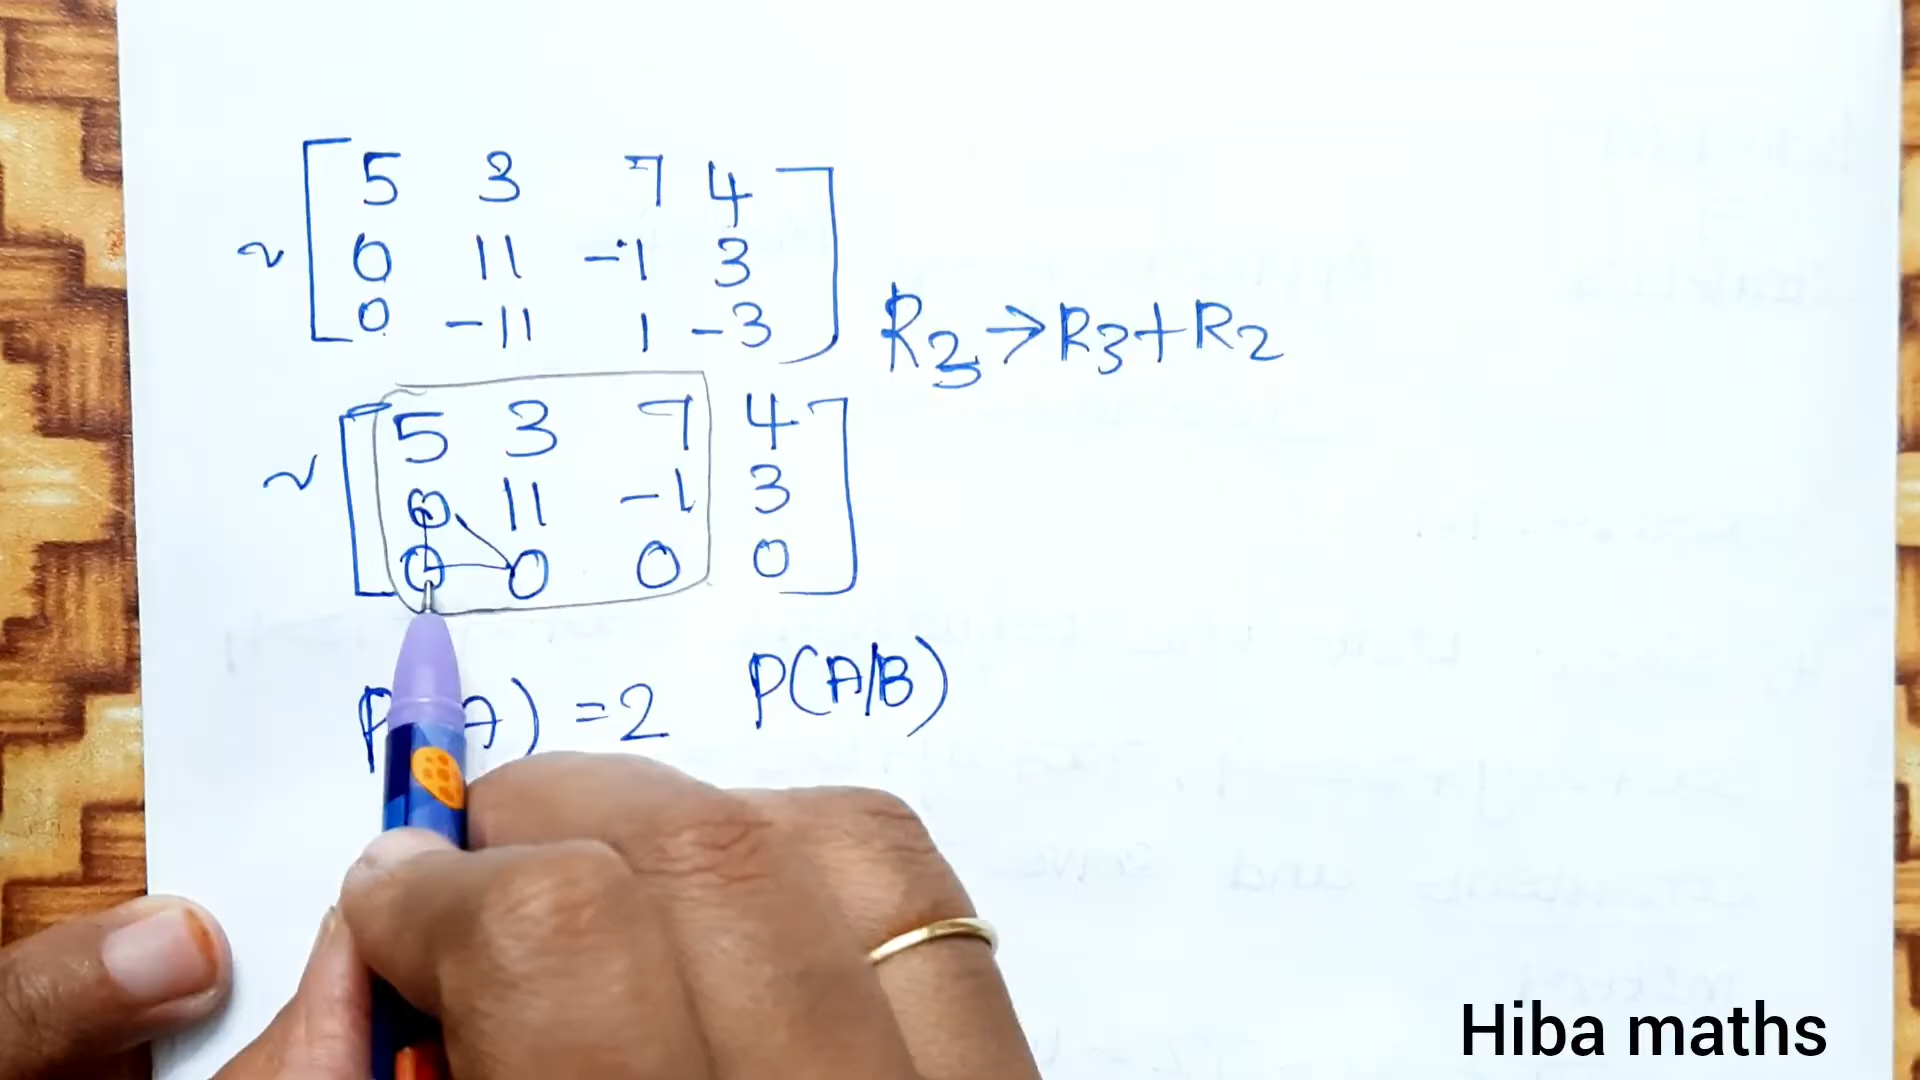 5 3 7 4
~ 0 11 -1 3
0 -11 1 -3
R3→R3+R2
5 3 7 4
~ 0 11 -1 3
0 0 0 0
P(A) = 2 P(A/B)
Hiba maths